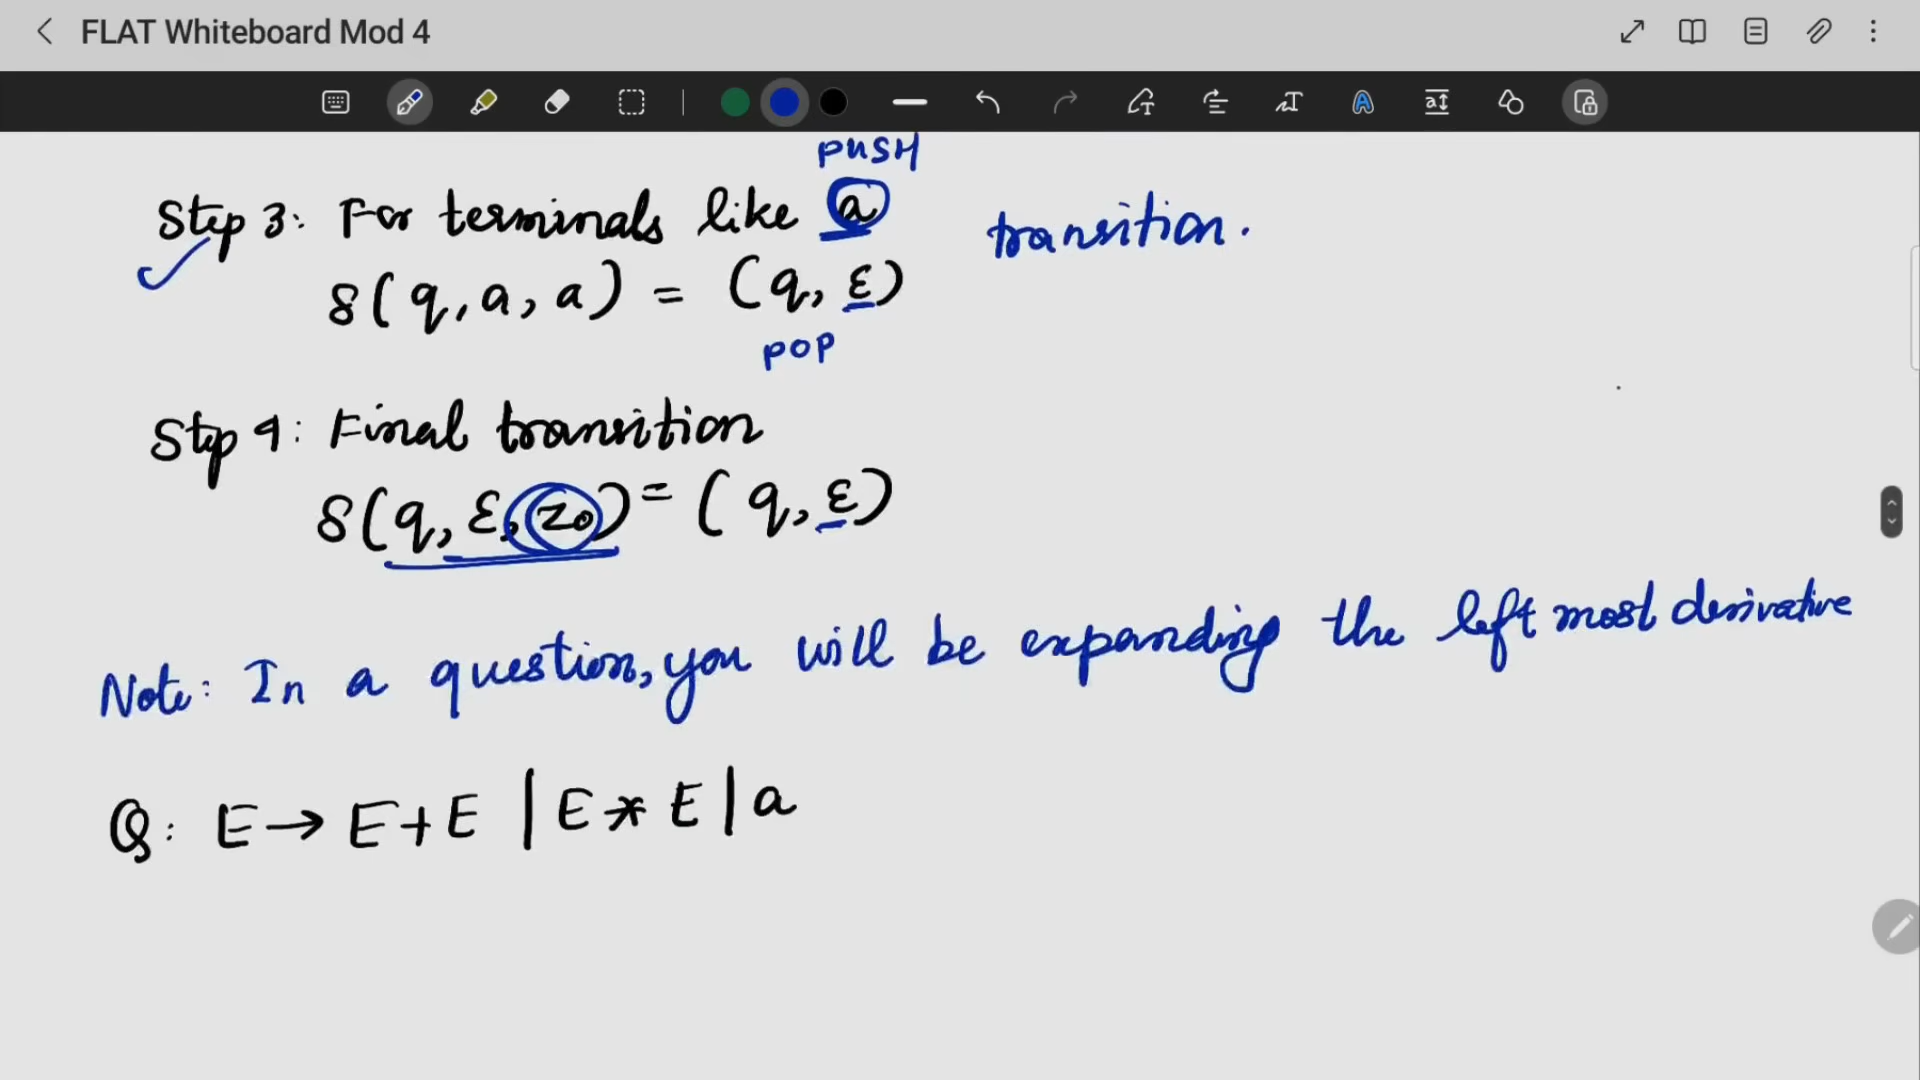 FLAT Whiteboard Mod 4
PUSH
Step 3: For terminals like a
transition.
δ(q, a, a) = (q, ε)
POP
Step 4: Final transition
δ(q, ε, z0) = (q, ε)
Note: In a question, you will be expanding the left most derivative
Q: E → E+E | E * E | a